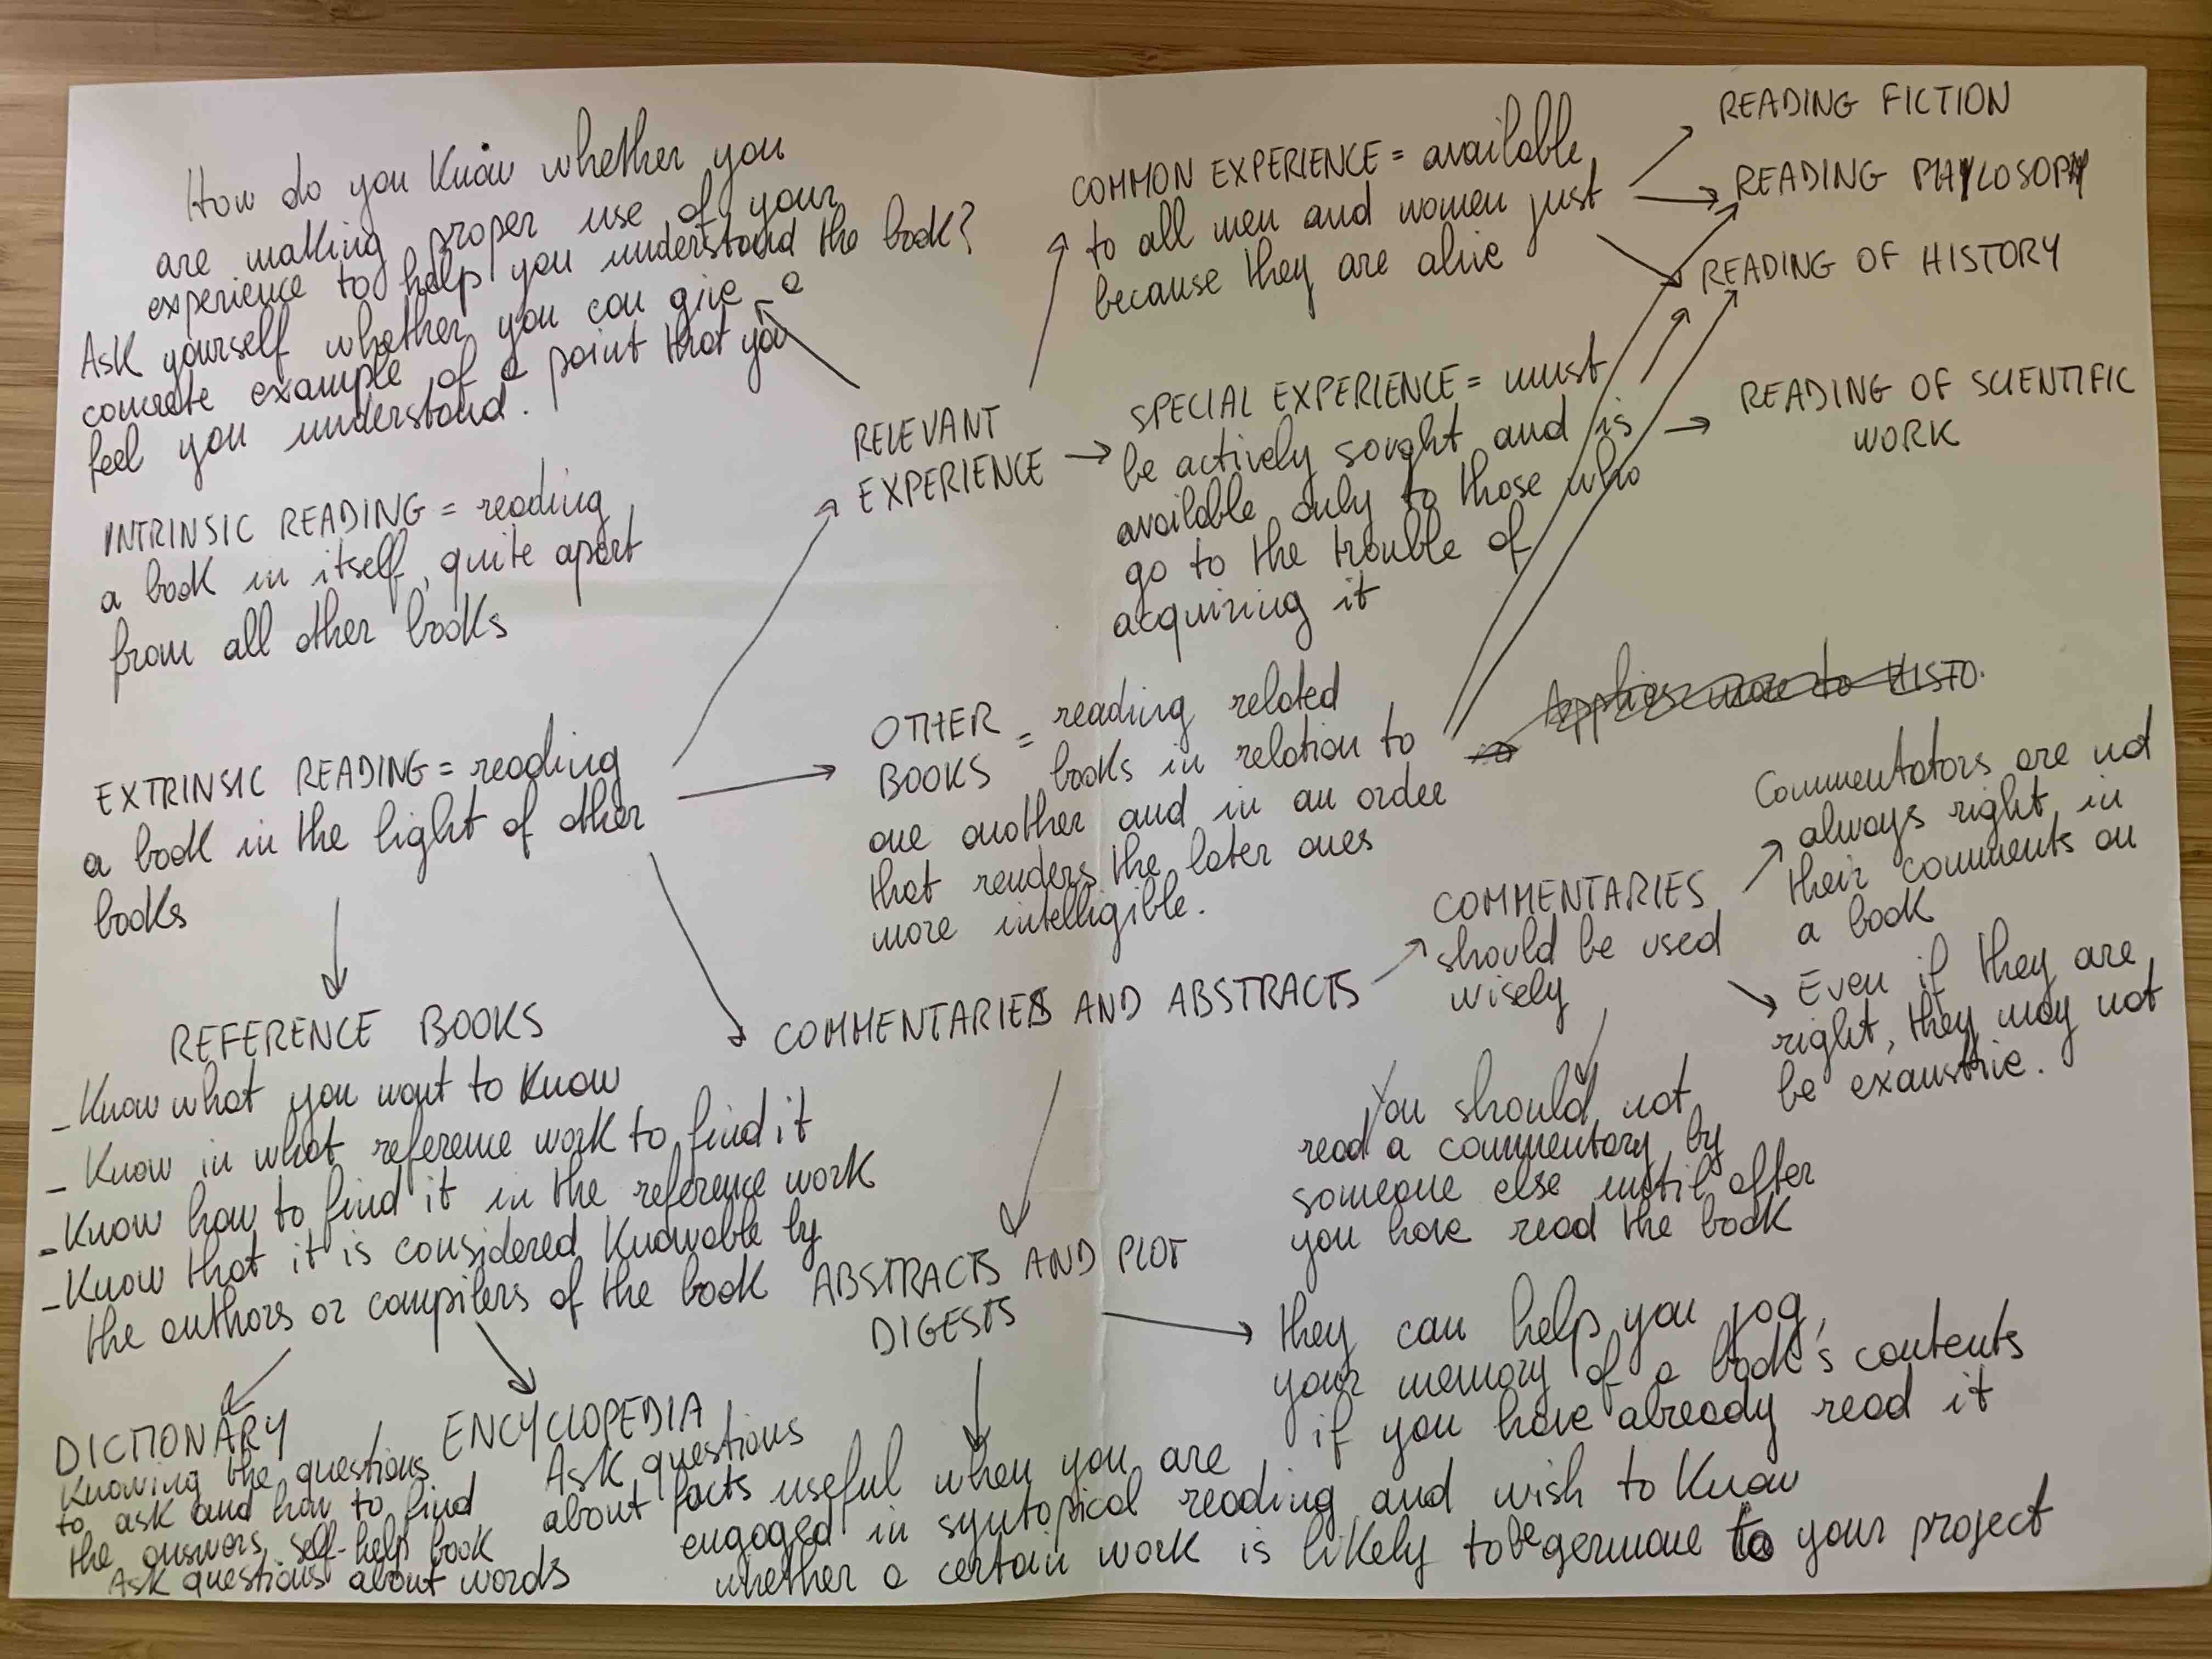 How do you know whether you
are making proper use of your
experience to help you understand the book?
Ask yourself whether you can give a
concrete example of a point that you
feel you understand.
INTRINSIC READING = reading
a book in itself, quite apart
from all other books
EXTRINSIC READING = reading
a book in the light of other
books
RELEVANT
EXPERIENCE
COMMON EXPERIENCE = available
to all men and women just
because they are alive
READING FICTION
READING PHYLOSOPHY
READING OF HISTORY
SPECIAL EXPERIENCE = must
be actively sought and is
available only to those who
go to the trouble of
acquiring it
READING OF SCIENTIFIC
WORK
OTHER = reading related
BOOKS books in relation to
one another and in an order
that renders the later ones
more intelligible.
Applies more to HISTO.
COMMENTARIES AND ABSTRACTS
COMMENTARIES
should be used
wisely
Commentators are not
always right in
their comments on
a book
Even if they are
right, they may not
be exaustive.
You should not
read a commentary by
someone else until after
you have read the book
REFERENCE BOOKS
- Know what you want to know
- Know in what reference work to find it
- Know how to find it in the reference work
- Know that it is considered knowable by
the authors or compilers of the book
DICTIONARY
Knowing the questions
to ask and how to find
the answers, self-help book
Ask questions about words
ENCYCLOPEDIA
Ask questions
about facts
ABSTRACTS AND PLOT
DIGESTS
they can help you jog
your memory of a book's contents
if you have already read it
useful when you are
engaged in syntopical reading and wish to know
whether a certain work is likely to be germane to your project